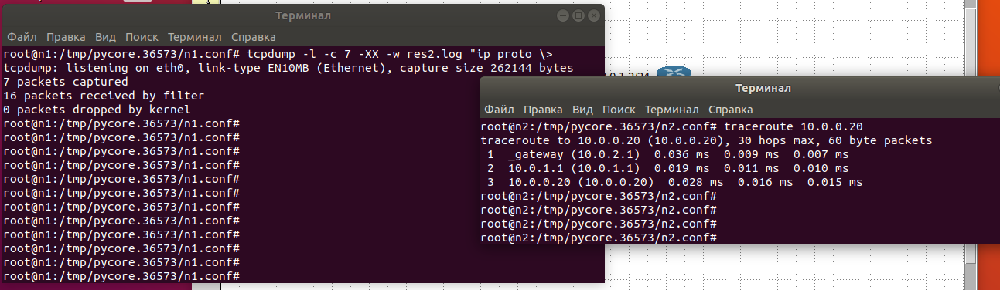 Терминал
Файл Правка Вид Поиск Терминал Справка
root@n1:/tmp/pycore.36573/n1.conf# tcpdump -l -c 7 -XX -w res2.log "ip proto \>
tcpdump: listening on eth0, link-type EN10MB (Ethernet), capture size 262144 bytes
7 packets captured
16 packets received by filter
0 packets dropped by kernel
root@n1:/tmp/pycore.36573/n1.conf#
root@n1:/tmp/pycore.36573/n1.conf#
root@n1:/tmp/pycore.36573/n1.conf#
root@n1:/tmp/pycore.36573/n1.conf#
root@n1:/tmp/pycore.36573/n1.conf#
root@n1:/tmp/pycore.36573/n1.conf#
root@n1:/tmp/pycore.36573/n1.conf#
root@n1:/tmp/pycore.36573/n1.conf#
root@n1:/tmp/pycore.36573/n1.conf#
root@n1:/tmp/pycore.36573/n1.conf#
root@n1:/tmp/pycore.36573/n1.conf#
root@n1:/tmp/pycore.36573/n1.conf#
Терминал
Файл Правка Вид Поиск Терминал Справка
root@n2:/tmp/pycore.36573/n2.conf# traceroute 10.0.0.20
traceroute to 10.0.0.20 (10.0.0.20), 30 hops max, 60 byte packets
1 _gateway (10.0.2.1) 0.036 ms 0.009 ms 0.007 ms
2 10.0.1.1 (10.0.1.1) 0.019 ms 0.011 ms 0.010 ms
3 10.0.0.20 (10.0.0.20) 0.028 ms 0.016 ms 0.015 ms
root@n2:/tmp/pycore.36573/n2.conf#
root@n2:/tmp/pycore.36573/n2.conf#
root@n2:/tmp/pycore.36573/n2.conf#
root@n2:/tmp/pycore.36573/n2.conf#